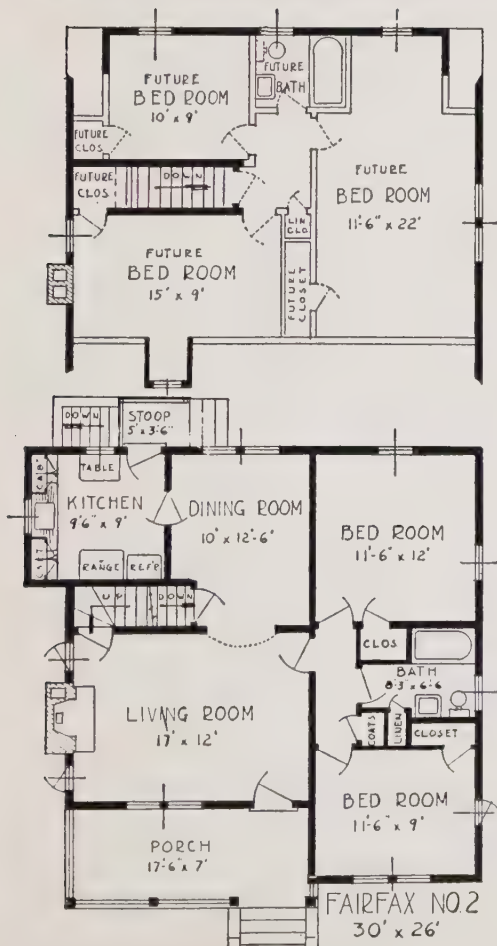 FUTURE
BED ROOM
10' x 9'
FUTURE
BATH
FUTURE
CLOS
FUTURE
CLOS.
DOWN
FUTURE
BED ROOM
11'-6" x 22'
LIN
CLO
FUTURE
BED ROOM
15' x 9'
FUTURE
CLOSET
DOWN
STOOP
5' x 3'-6"
TABLE
CAB'
KITCHEN
9'6" x 9'
DINING ROOM
10' x 12'-6"
BED ROOM
11'-6" x 12'
RANGE
REF'R
UP
DOWN
CLOS
BATH
8'-3" x 6'-6
LIVING ROOM
17' x 12'
COATS
LINEN
CLOSET
BED ROOM
11'-6" x 9'
PORCH
17'-6" x 7'
FAIRFAX NO.2
30' x 26'